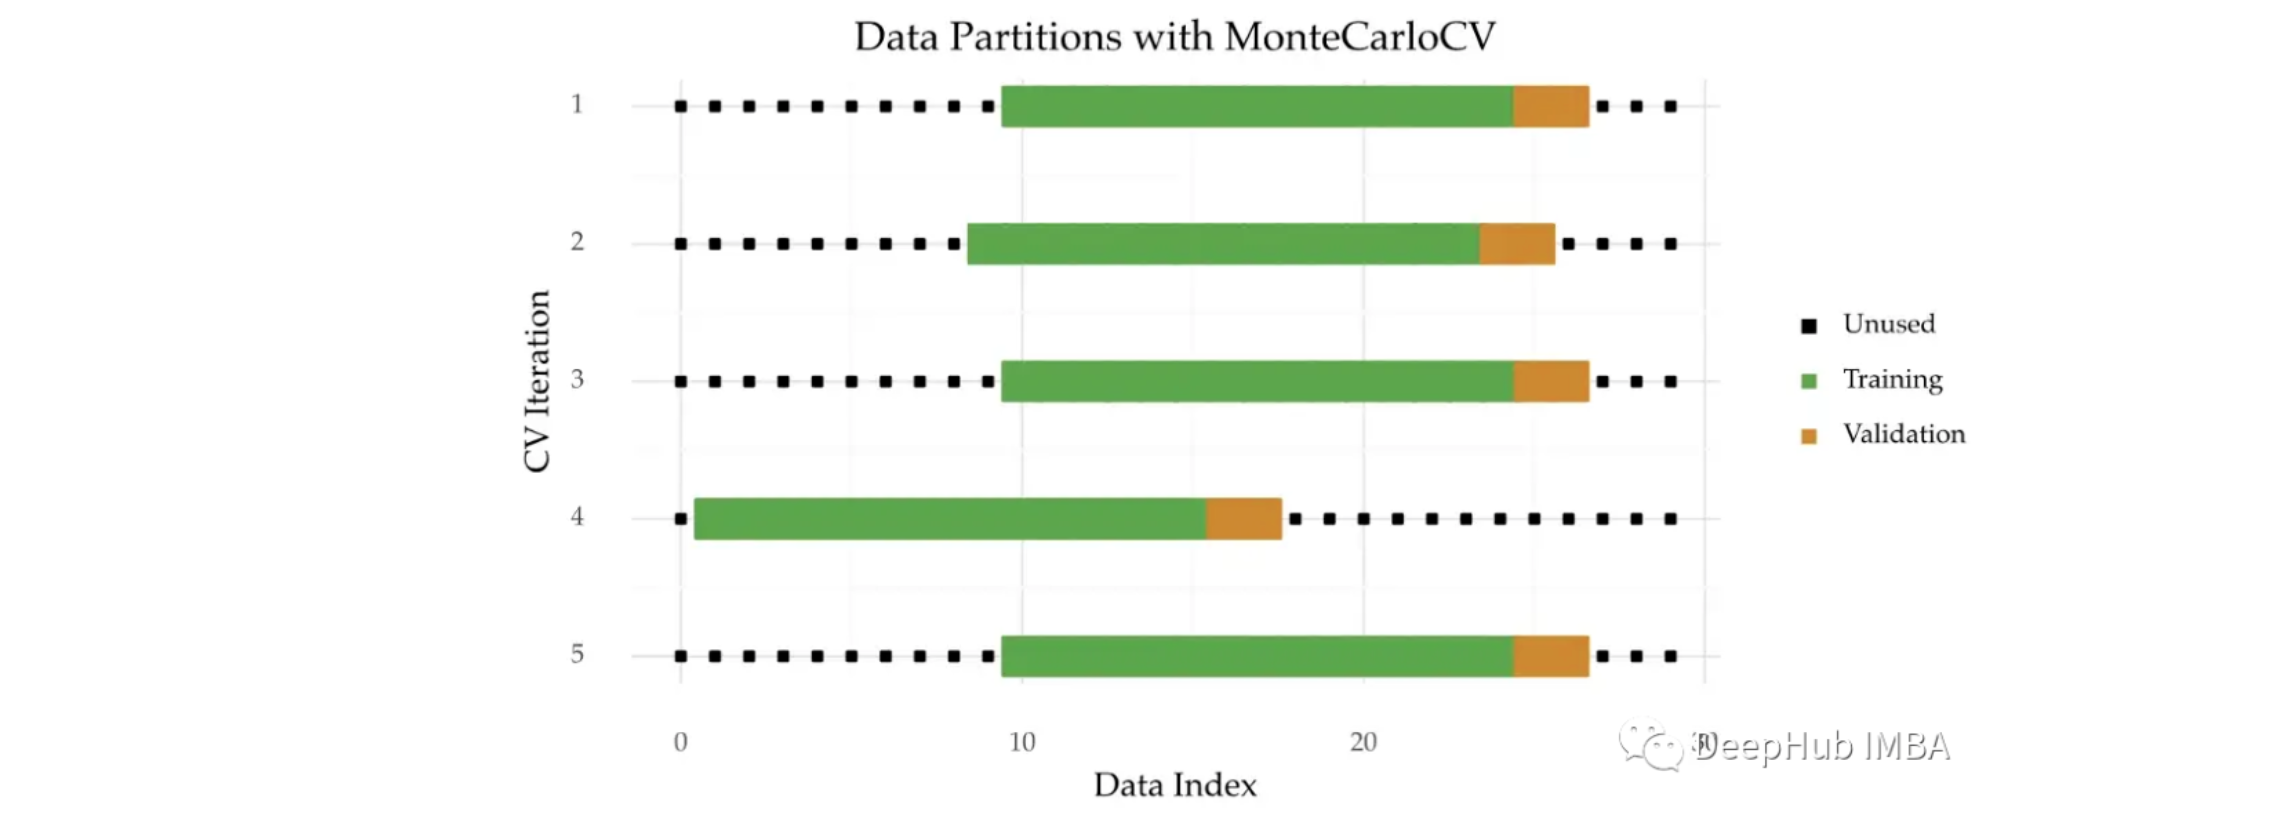 Data Partitions with MonteCarloCV
1
2
3
4
5
CV Iteration
Unused
Training
Validation
0 10 20 30
DeepHub IMBA
Data Index